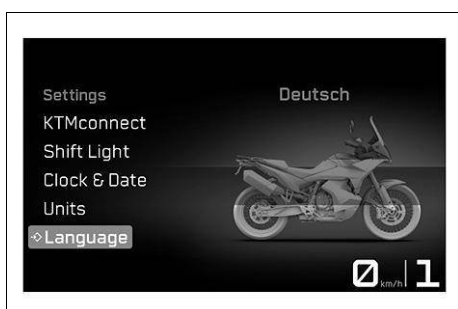 Settings
Deutsch
KTMconnect
Shift Light
Clock & Date
Units
Language
0 km/h 1